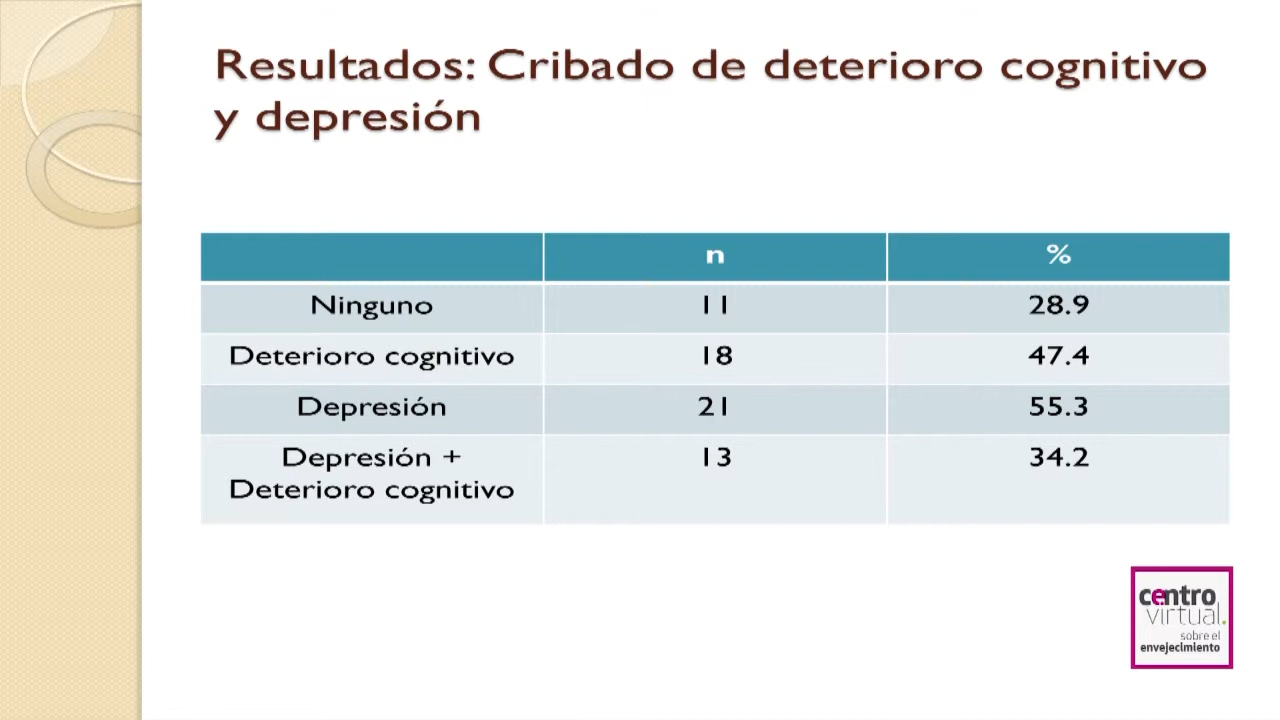 Resultados: Cribado de deterioro cognitivo
y depresión
n %
Ninguno 11 28.9
Deterioro cognitivo 18 47.4
Depresión 21 55.3
Depresión + 13 34.2
Deterioro cognitivo
centro
virtual.
sobre el
envejecimiento